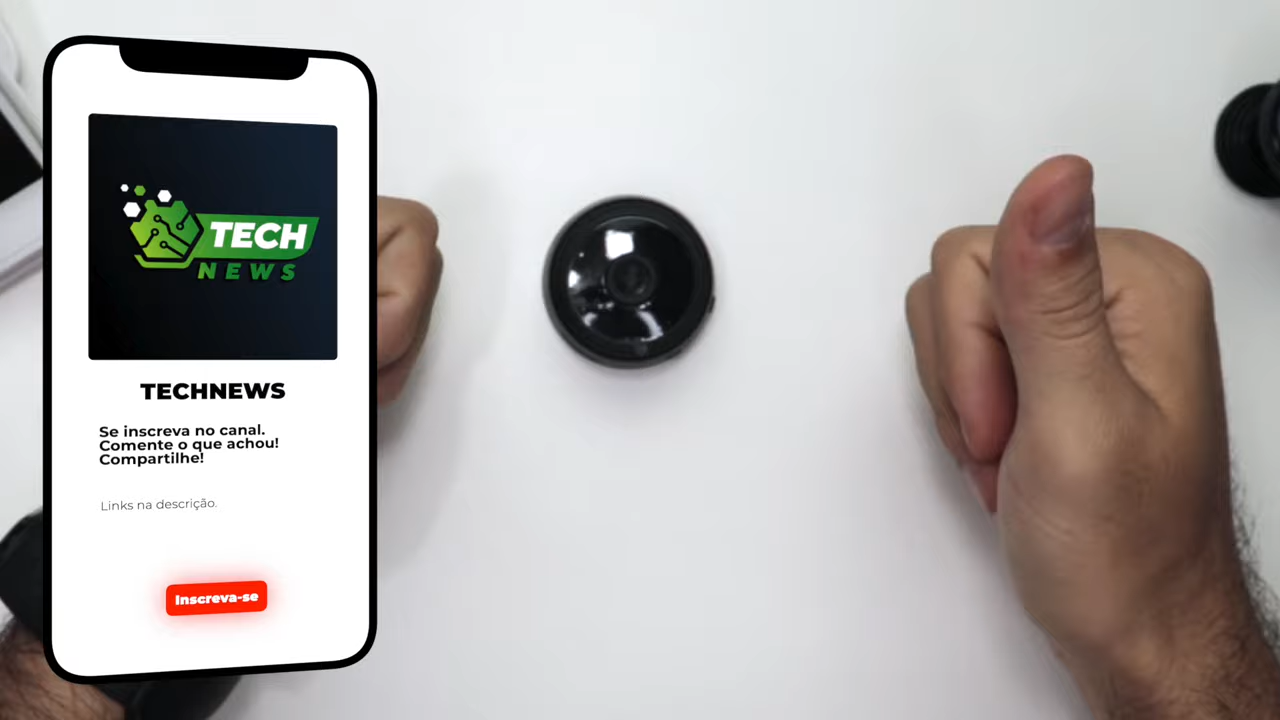 TECH
NEWS
TECHNEWS
Se inscreva no canal.
Comente o que achou!
Compartilhe!
Links na descrição.
Inscreva-se